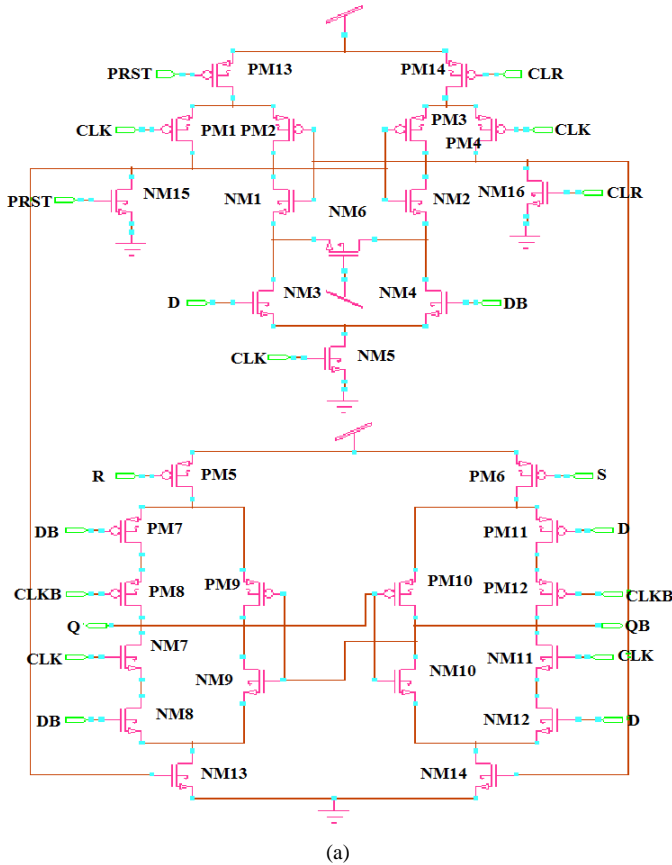 PRST PM13 PM14 CLR
CLK PM1 PM2 PM3 PM4 CLK
PRST NM15 NM1 NM6 NM2 NM16 CLR
D NM3 NM4 DB
CLK NM5
R PM5 PM6 S
DB PM7 PM11 D
CLKB PM8 PM9 PM10 PM12 CLKB
Q QB
CLK NM7 NM9 NM10 NM11 CLK
DB NM8 NM12 D
NM13 NM14
(a)